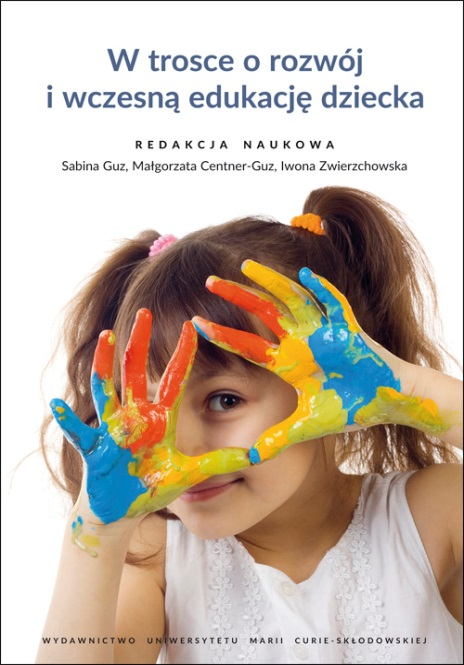 W trosce o rozwój
i wczesną edukację dziecka
REDAKCJA NAUKOWA
Sabina Guz, Małgorzata Centner-Guz, Iwona Zwierzchowska
WYDAWNICTWO UNIWERSYTETU MARII CURIE-SKŁODOWSKIEJ